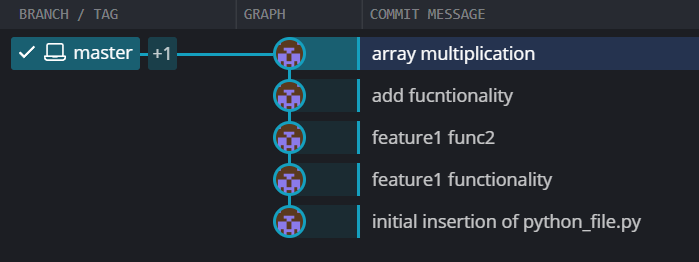 BRANCH / TAG GRAPH COMMIT MESSAGE
master +1 array multiplication
add fucntionality
feature1 func2
feature1 functionality
initial insertion of python_file.py